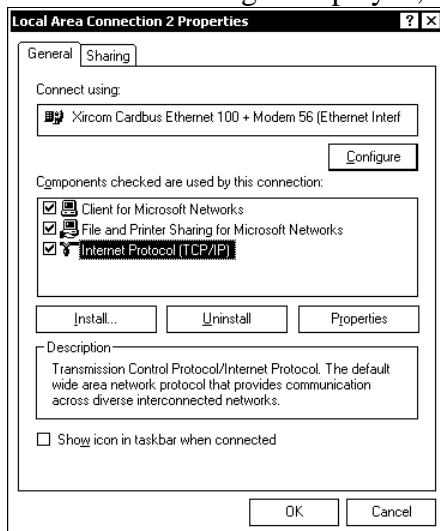 Local Area Connection 2 Properties
General Sharing
Connect using:
Xircom Cardbus Ethernet 100 + Modem 56 (Ethernet Interf
Configure
Components checked are used by this connection:
Client for Microsoft Networks
File and Printer Sharing for Microsoft Networks
Internet Protocol (TCP/IP)
Install... Uninstall Properties
Description
Transmission Control Protocol/Internet Protocol. The default
wide area network protocol that provides communication
across diverse interconnected networks.
Show icon in taskbar when connected
OK Cancel